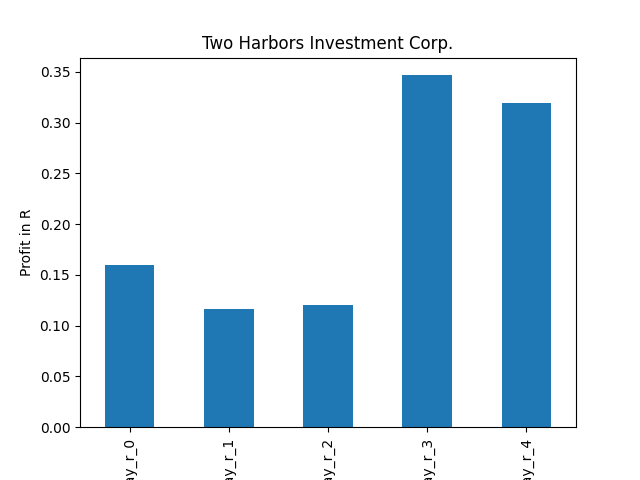 Two Harbors Investment Corp.
Profit in R
0.35
0.30
0.25
0.20
0.15
0.10
0.05
0.00
ay_r_0
ay_r_1
ay_r_2
ay_r_3
ay_r_4